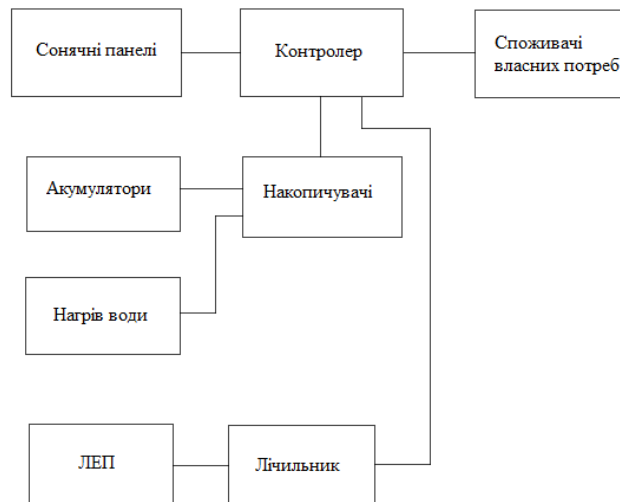 Сонячні панелі
Контролер
Споживачі
власних потреб
Акумулятори
Накопичувачі
Нагрів води
ЛЕП
Лічильник